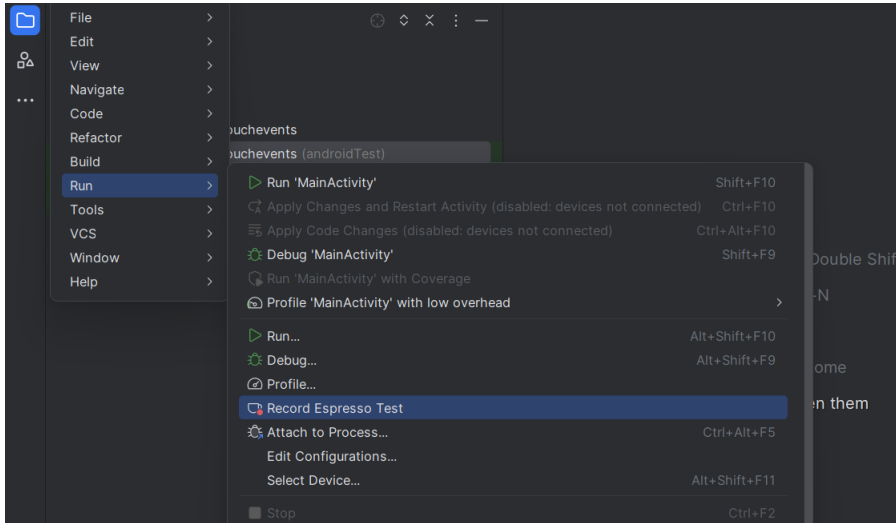 File
Edit
View
Navigate
Code
Refactor
Build
Run
Tools
VCS
Window
Help
ouchevents
ouchevents (androidTest)
Run 'MainActivity' Shift+F10
Apply Changes and Restart Activity (disabled: devices not connected) Ctrl+F10
Apply Code Changes (disabled: devices not connected) Ctrl+Alt+F10
Debug 'MainActivity' Shift+F9
Run 'MainActivity' with Coverage
Profile 'MainActivity' with low overhead
Run... Alt+Shift+F10
Debug... Alt+Shift+F9
Profile...
Record Espresso Test
Attach to Process... Ctrl+Alt+F5
Edit Configurations...
Select Device... Alt+Shift+F11
Stop Ctrl+F2
Double Shif
-N
ome
en them